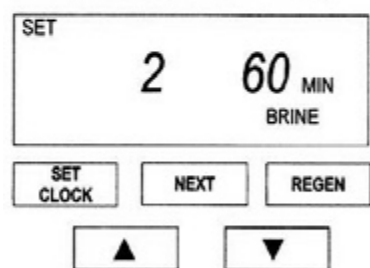 SET
2 60 MIN
BRINE
SET
CLOCK
NEXT
REGEN
▲
▼